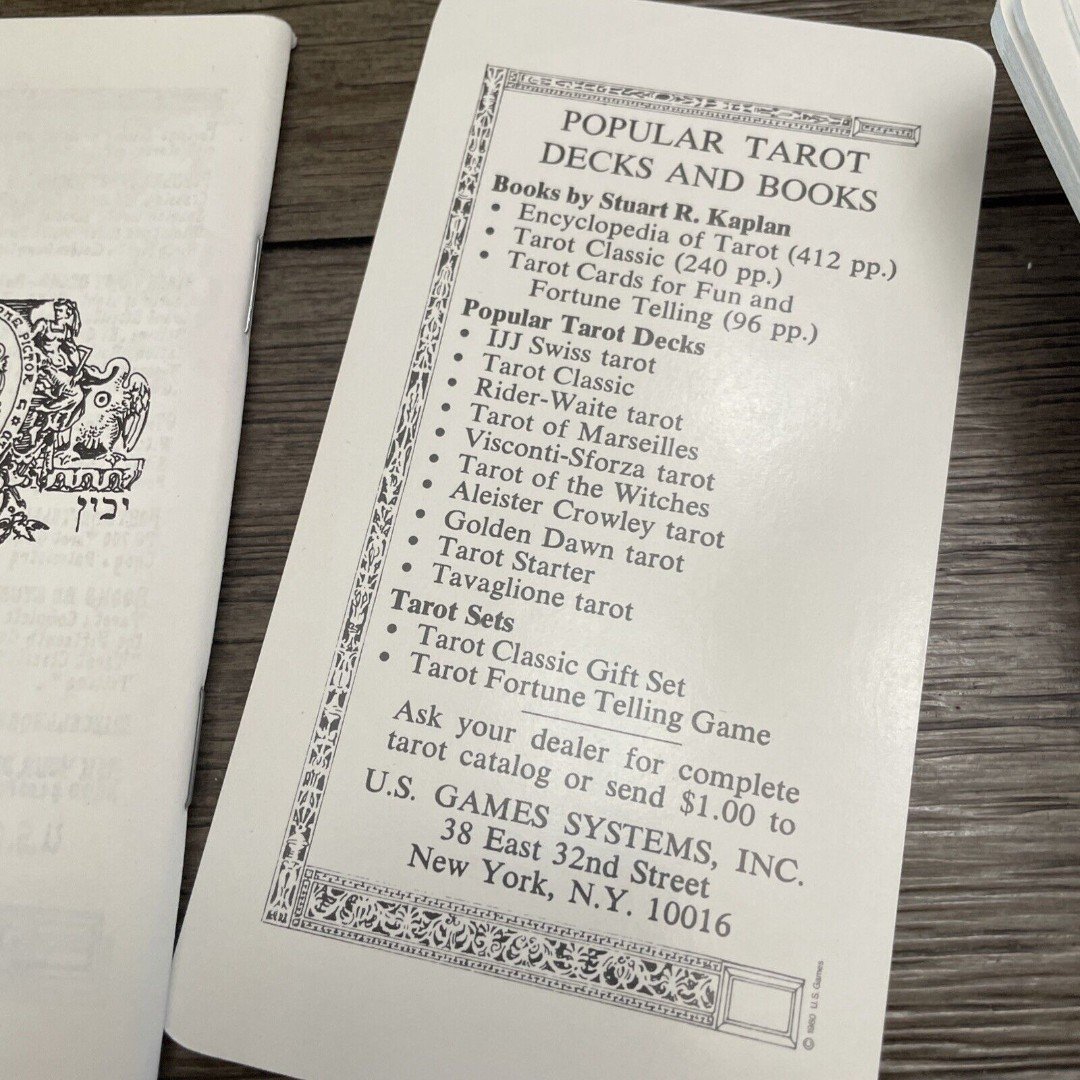 POPULAR TAROT
DECKS AND BOOKS
Books by Stuart R. Kaplan
• Encyclopedia of Tarot (412 pp.)
• Tarot Classic (240 pp.)
• Tarot Cards for Fun and
Fortune Telling (96 pp.)
Popular Tarot Decks
• IJJ Swiss tarot
• Tarot Classic
• Rider-Waite tarot
• Tarot of Marseilles
• Visconti-Sforza tarot
• Tarot of the Witches
• Aleister Crowley tarot
• Golden Dawn tarot
• Tarot Starter
• Tavaglione tarot
Tarot Sets
• Tarot Classic Gift Set
• Tarot Fortune Telling Game
Ask your dealer for complete
tarot catalog or send $1.00 to
U.S. GAMES SYSTEMS, INC.
38 East 32nd Street
New York, N.Y. 10016
© 1980 U.S. Games
PICTOR
יכין